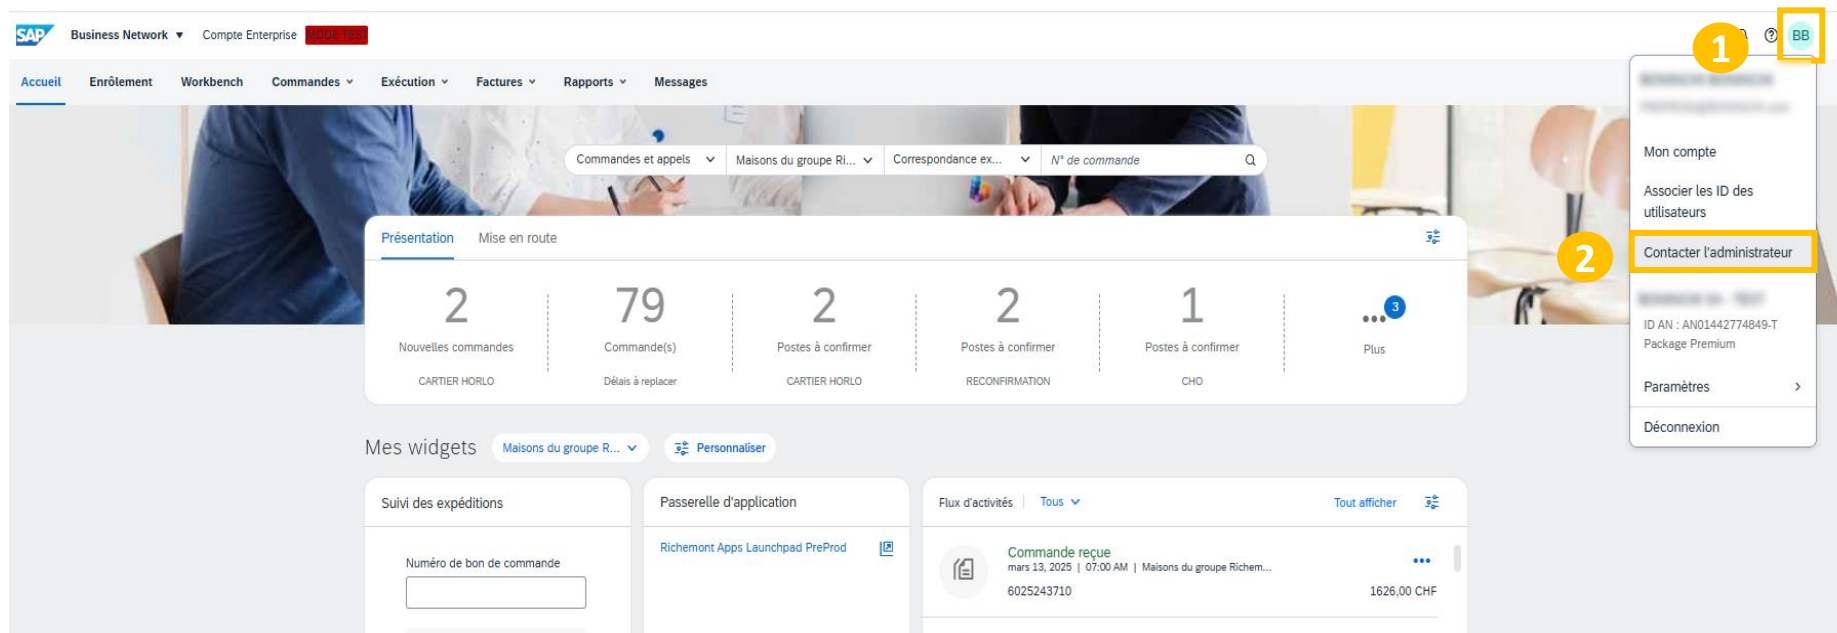 SAP Business Network Compte Enterprise MODE TEST
1 BB
Accueil Enrôlement Workbench Commandes Exécution Factures Rapports Messages
Commandes et appels Maisons du groupe Ri... Correspondance ex... N° de commande
Mon compte
Associer les ID des
utilisateurs
2 Contacter l'administrateur
ID AN : AN01442774849-T
Package Premium
Paramètres
Déconnexion
Présentation Mise en route
2 79 2 2 1 ... 3
Nouvelles commandes Commande(s) Postes à confirmer Postes à confirmer Postes à confirmer Plus
CARTIER HORLO Délais à replacer CARTIER HORLO RECONFIRMATION CHO
Mes widgets Maisons du groupe R... Personnaliser
Suivi des expéditions
Numéro de bon de commande
Passerelle d'application
Richemont Apps Launchpad PreProd
Flux d'activités Tous Tout afficher
Commande reçue
mars 13, 2025 | 07:00 AM | Maisons du groupe Richem...
6025243710 1626,00 CHF